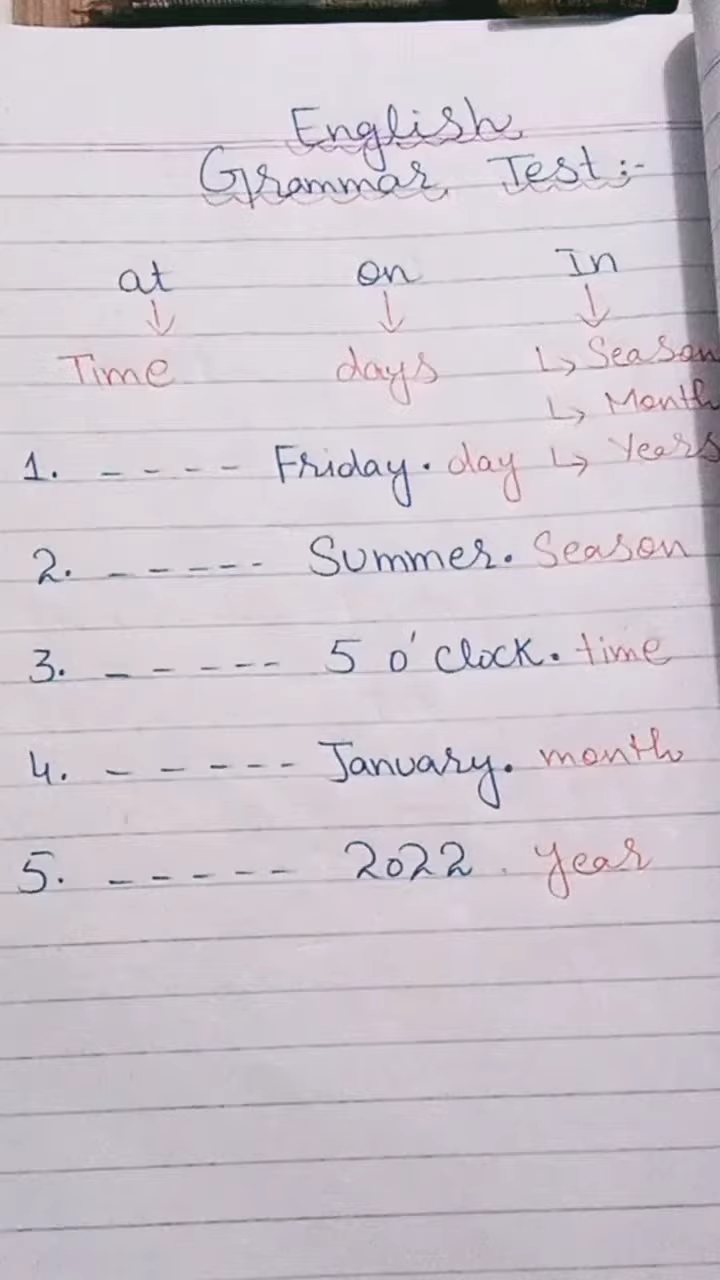 English
Grammar Test :-
at on In
Time days ↳ Season
↳ Month
1. - - - - Friday. day ↳ Years
2. - - - - - Summer. Season
3. - - - - - 5 o'clock. time
4. - - - - - January. month
5. - - - - - 2022. year